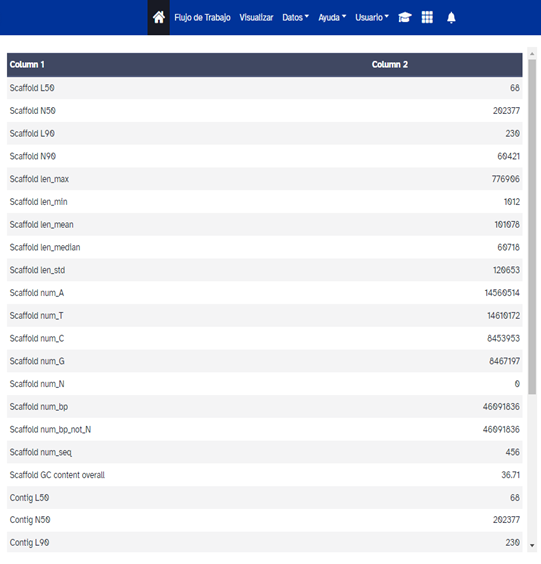 Flujo de Trabajo Visualizar Datos Ayuda Usuario
Column 1 Column 2
Scaffold L50 68
Scaffold N50 202377
Scaffold L90 230
Scaffold N90 60421
Scaffold len_max 776906
Scaffold len_min 1012
Scaffold len_mean 101078
Scaffold len_median 60718
Scaffold len_std 120653
Scaffold num_A 14560514
Scaffold num_T 14610172
Scaffold num_C 8453953
Scaffold num_G 8467197
Scaffold num_N 0
Scaffold num_bp 46091836
Scaffold num_bp_not_N 46091836
Scaffold num_seq 456
Scaffold GC content overall 36.71
Contig L50 68
Contig N50 202377
Contig L90 230